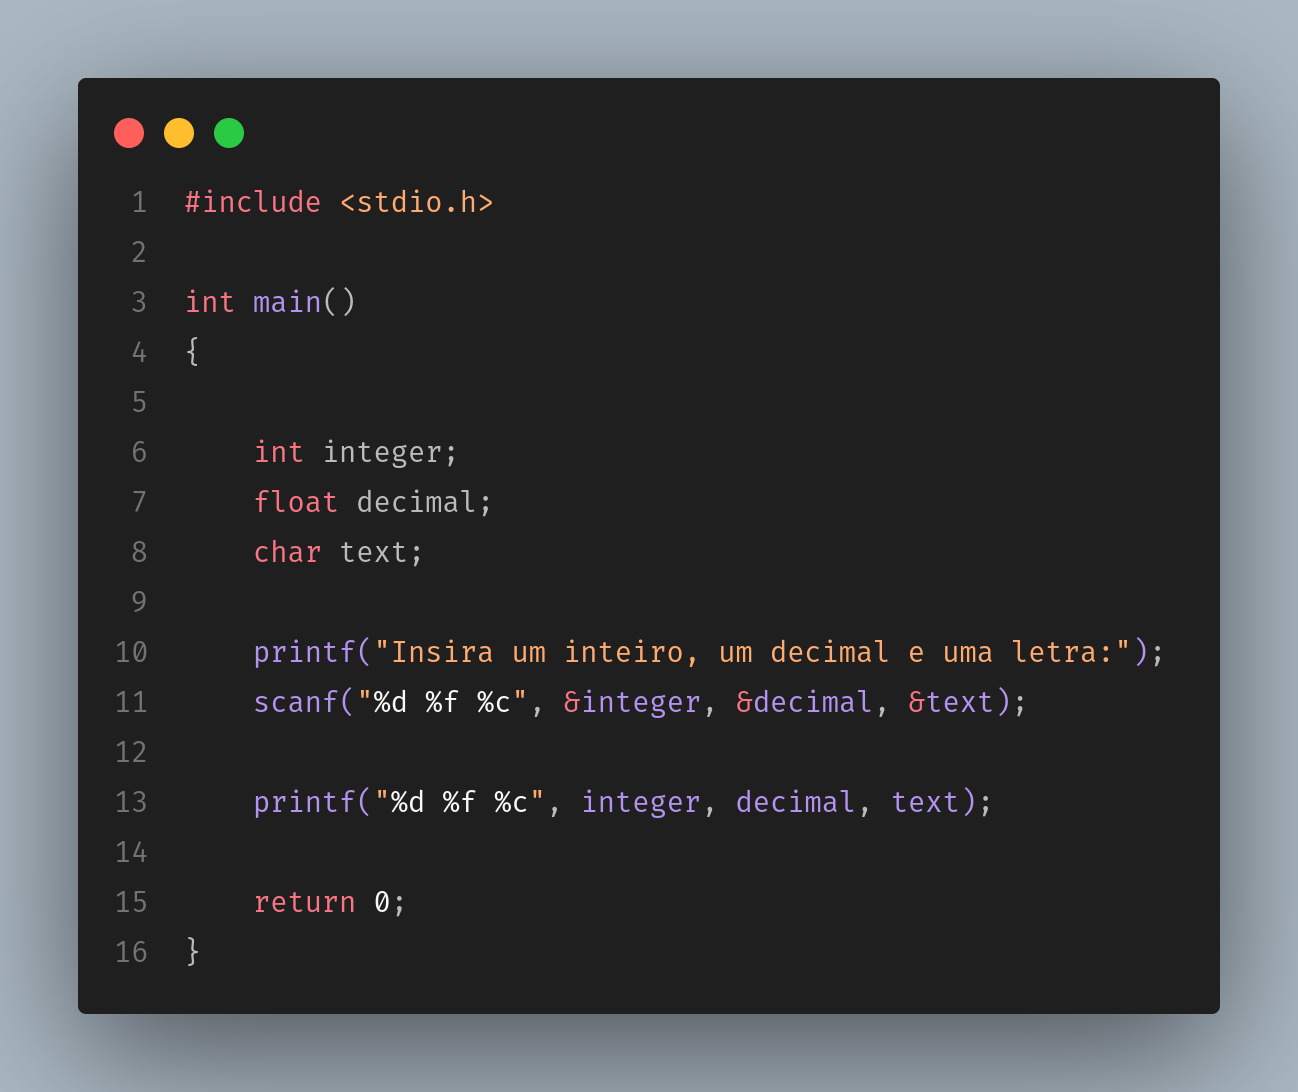 1 #include <stdio.h>
2
3 int main()
4 {
5
6     int integer;
7     float decimal;
8     char text;
9
10     printf("Insira um inteiro, um decimal e uma letra:");
11     scanf("%d %f %c", &integer, &decimal, &text);
12
13     printf("%d %f %c", integer, decimal, text);
14
15     return 0;
16 }